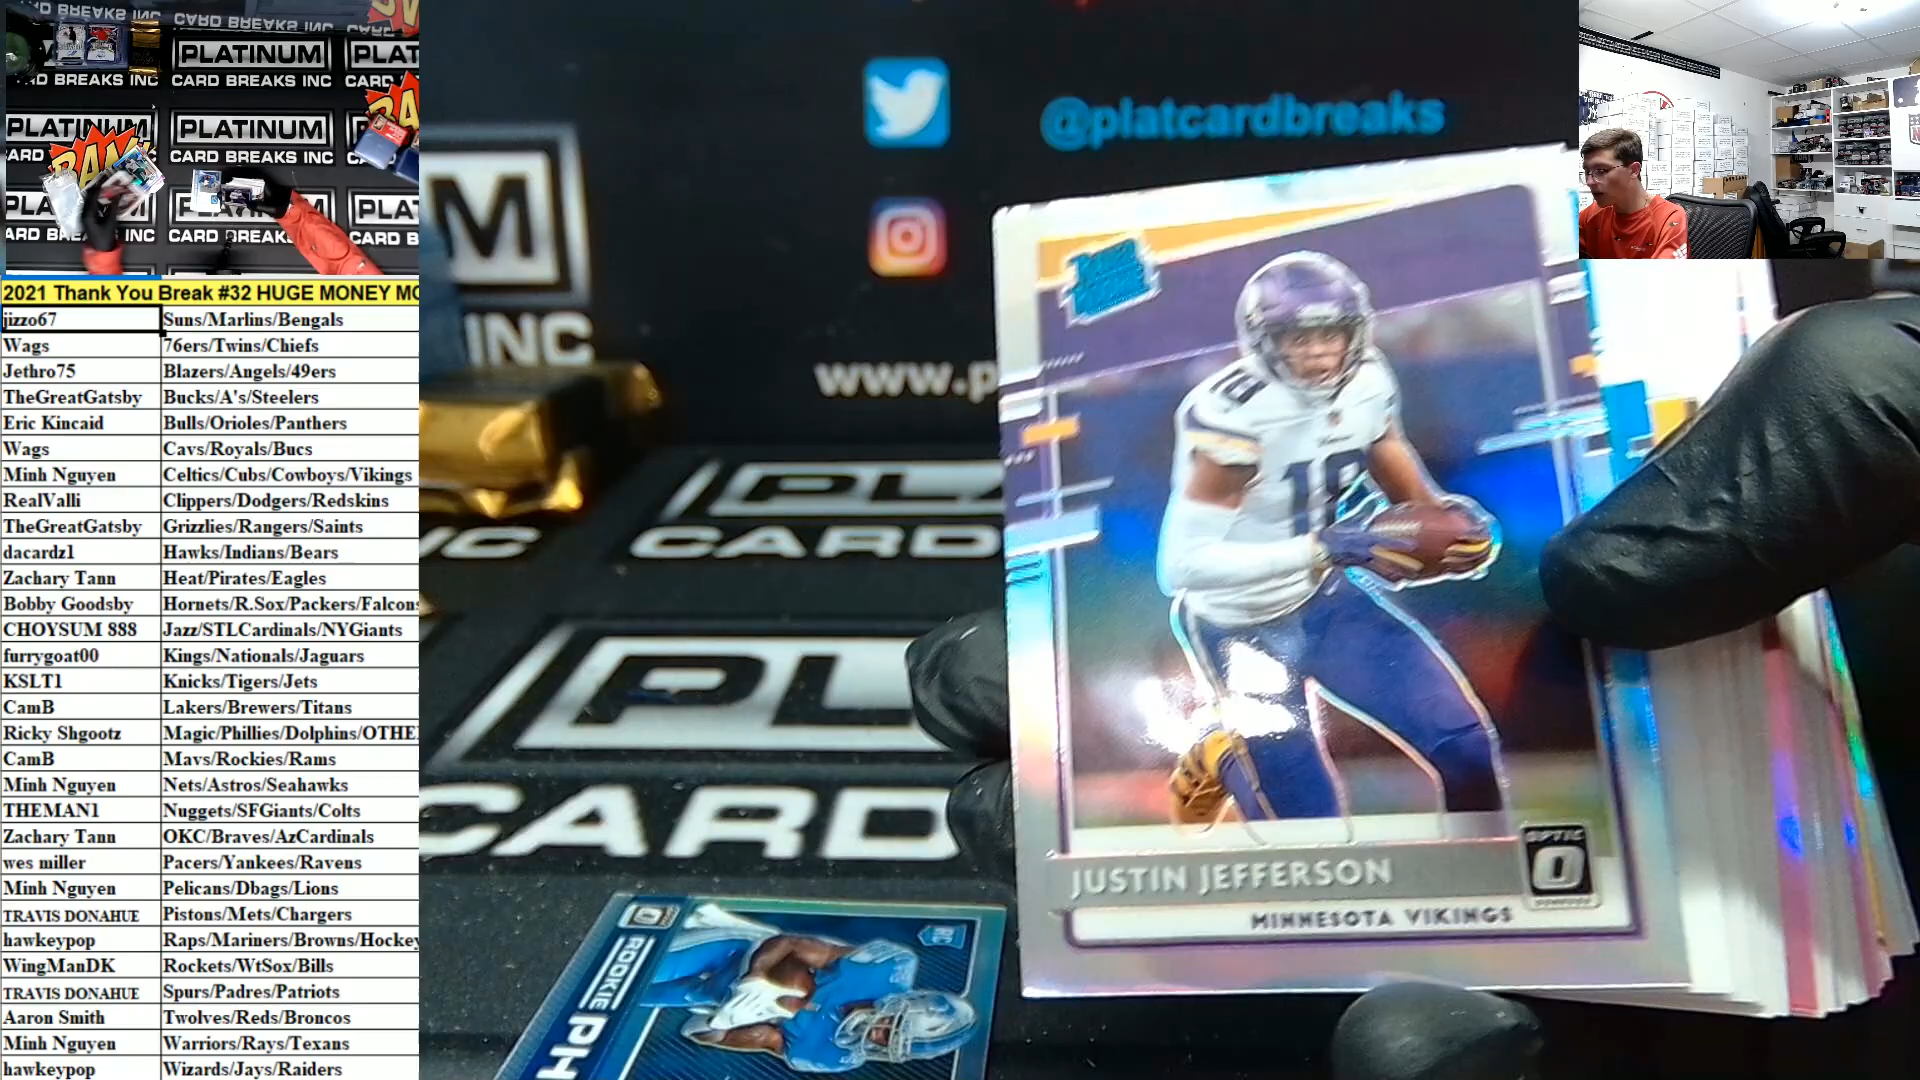 CARD BREAKS INC
PLATINUM
PLAT
CARD BREAKS INC
CARD
PLATINUM
PLATINUM
CARD
CARD BREAKS INC
PLAT
CARD BREAKS INC
CARD B
@platcardbreaks
M
INC
www.p
CARD
PL
CARD
2021 Thank You Break #32 HUGE MONEY MO
jizzo67 Suns/Marlins/Bengals
Wags 76ers/Twins/Chiefs
Jethro75 Blazers/Angels/49ers
TheGreatGatsby Bucks/A's/Steelers
Eric Kincaid Bulls/Orioles/Panthers
Wags Cavs/Royals/Bucs
Minh Nguyen Celtics/Cubs/Cowboys/Vikings
RealValli Clippers/Dodgers/Redskins
TheGreatGatsby Grizzlies/Rangers/Saints
dacardz1 Hawks/Indians/Bears
Zachary Tann Heat/Pirates/Eagles
Bobby Goodsby Hornets/R.Sox/Packers/Falcons
CHOYSUM 888 Jazz/STLCardinals/NYGiants
furrygoat00 Kings/Nationals/Jaguars
KSLT1 Knicks/Tigers/Jets
CamB Lakers/Brewers/Titans
Ricky Shgootz Magic/Phillies/Dolphins/OTHE
CamB Mavs/Rockies/Rams
Minh Nguyen Nets/Astros/Seahawks
THEMAN1 Nuggets/SFGiants/Colts
Zachary Tann OKC/Braves/AzCardinals
wes miller Pacers/Yankees/Ravens
Minh Nguyen Pelicans/Dbags/Lions
TRAVIS DONAHUE Pistons/Mets/Chargers
hawkeypop Raps/Mariners/Browns/Hockey
WingManDK Rockets/WtSox/Bills
TRAVIS DONAHUE Spurs/Padres/Patriots
Aaron Smith Twolves/Reds/Broncos
Minh Nguyen Warriors/Rays/Texans
hawkeypop Wizards/Jays/Raiders
18
18
OPTIC
JUSTIN JEFFERSON
MINNESOTA VIKINGS
RC
ROOKIE
PH